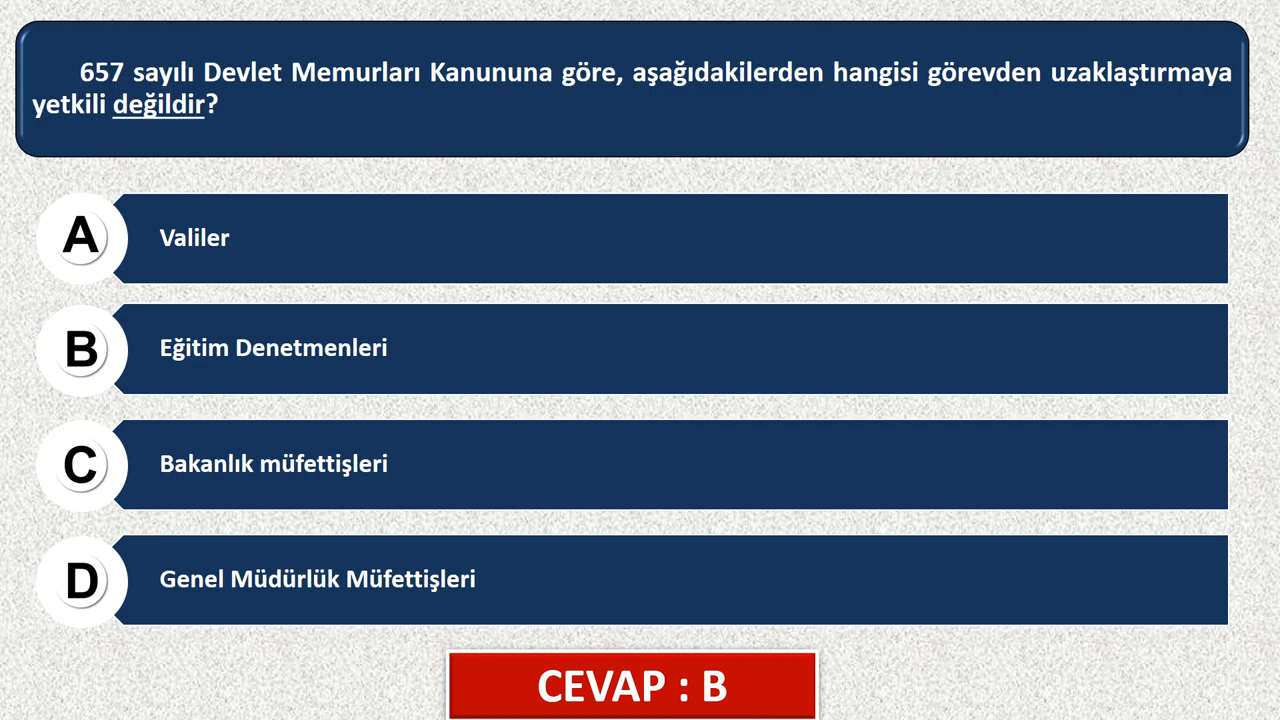 657 sayılı Devlet Memurları Kanununa göre, aşağıdakilerden hangisi görevden uzaklaştırmaya
yetkili değildir?
A
Valiler
B
Eğitim Denetmenleri
C
Bakanlık müfettişleri
D
Genel Müdürlük Müfettişleri
CEVAP : B